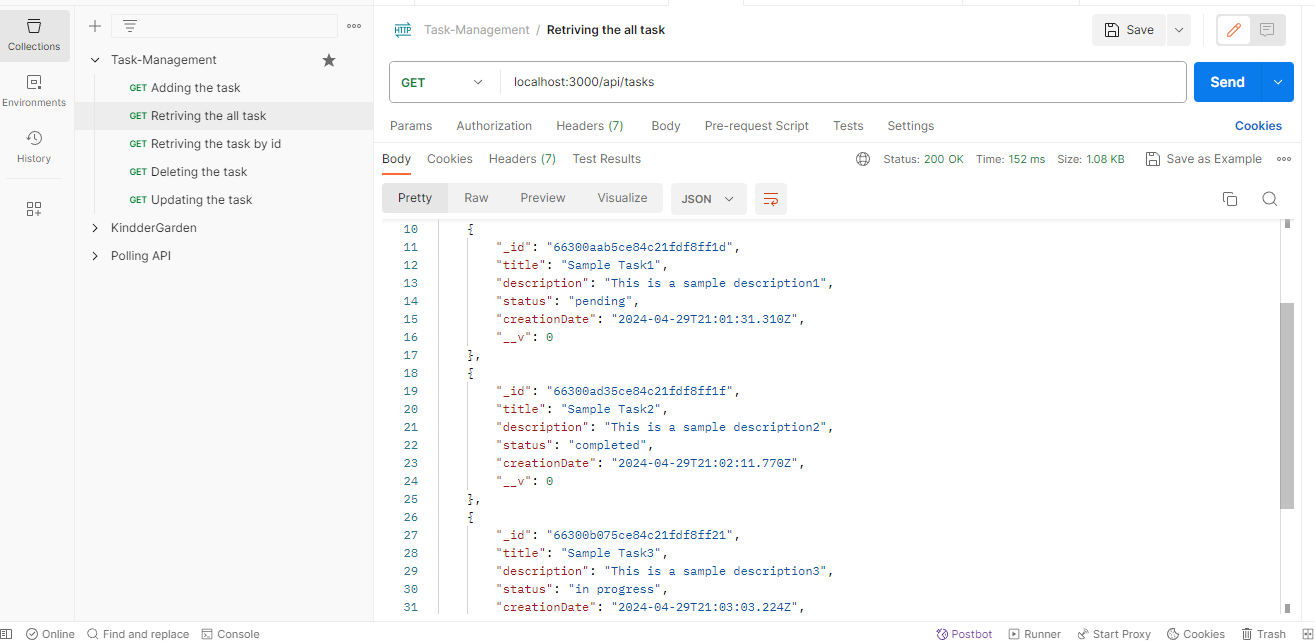 Collections
Environments
History
Task-Management
GET Adding the task
GET Retriving the all task
GET Retriving the task by id
GET Deleting the task
GET Updating the task
KindderGarden
Polling API
HTTP Task-Management / Retriving the all task
Save
GET localhost:3000/api/tasks
Send
Params Authorization Headers (7) Body Pre-request Script Tests Settings Cookies
Body Cookies Headers (7) Test Results Status: 200 OK Time: 152 ms Size: 1.08 KB Save as Example
Pretty Raw Preview Visualize JSON
10 {
11 "_id": "66300aab5ce84c21fdf8ff1d",
12 "title": "Sample Task1",
13 "description": "This is a sample description1",
14 "status": "pending",
15 "creationDate": "2024-04-29T21:01:31.310Z",
16 "__v": 0
17 },
18 {
19 "_id": "66300ad35ce84c21fdf8ff1f",
20 "title": "Sample Task2",
21 "description": "This is a sample description2",
22 "status": "completed",
23 "creationDate": "2024-04-29T21:02:11.770Z",
24 "__v": 0
25 },
26 {
27 "_id": "66300b075ce84c21fdf8ff21",
28 "title": "Sample Task3",
29 "description": "This is a sample description3",
30 "status": "in progress",
31 "creationDate": "2024-04-29T21:03:03.224Z",
Online Find and replace Console Postbot Runner Start Proxy Cookies Trash